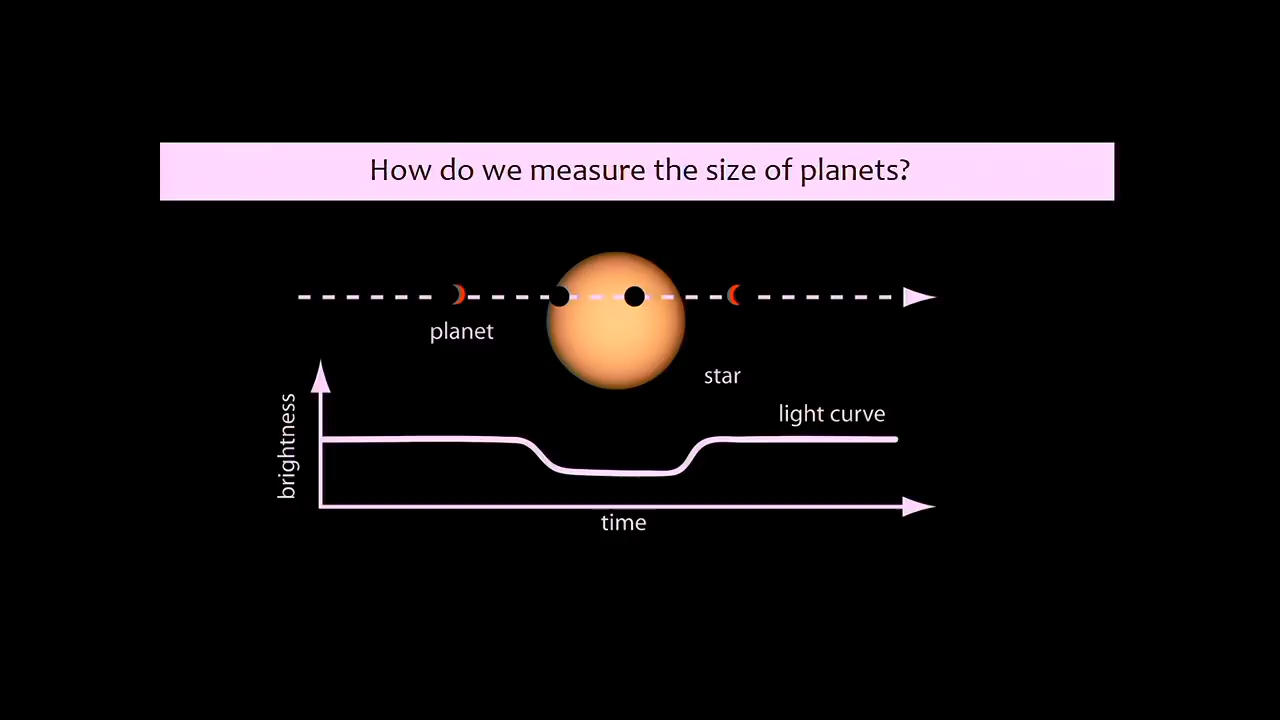 How do we measure the size of planets?
planet
star
light curve
brightness
time